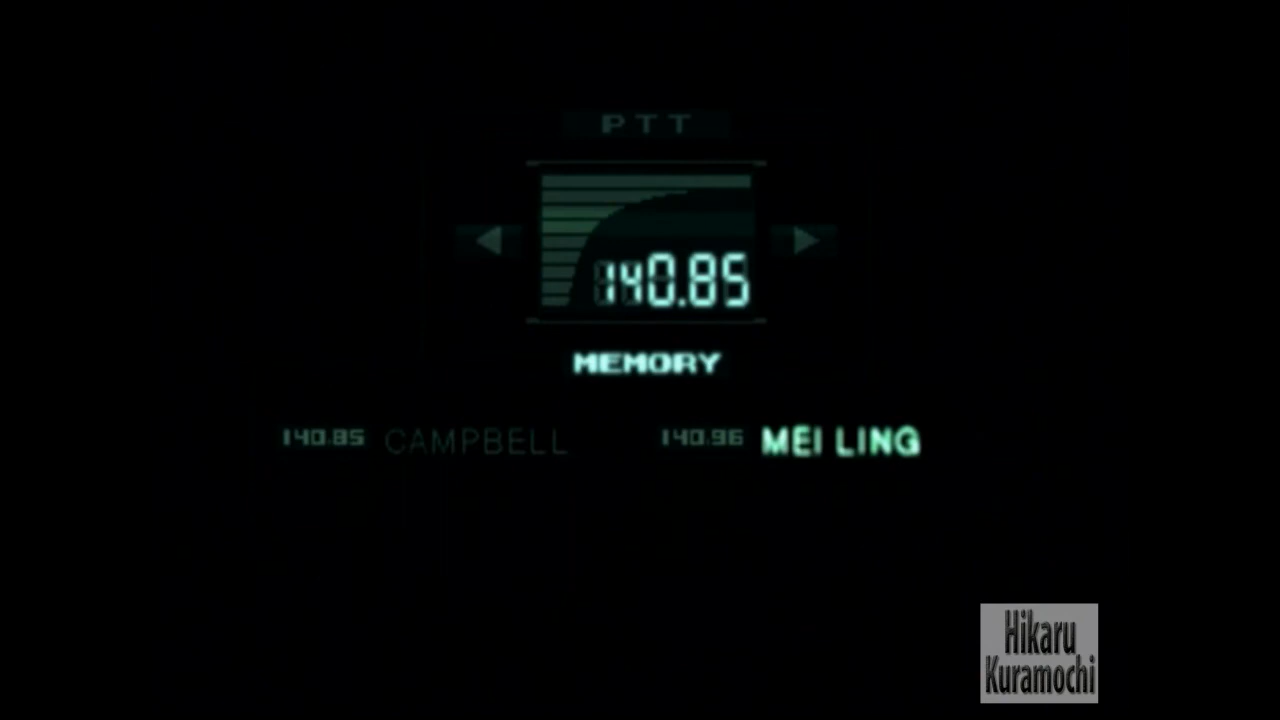 PTT
140.85
MEMORY
140.85 CAMPBELL 140.96 MEI LING
Hikaru
Kuramochi